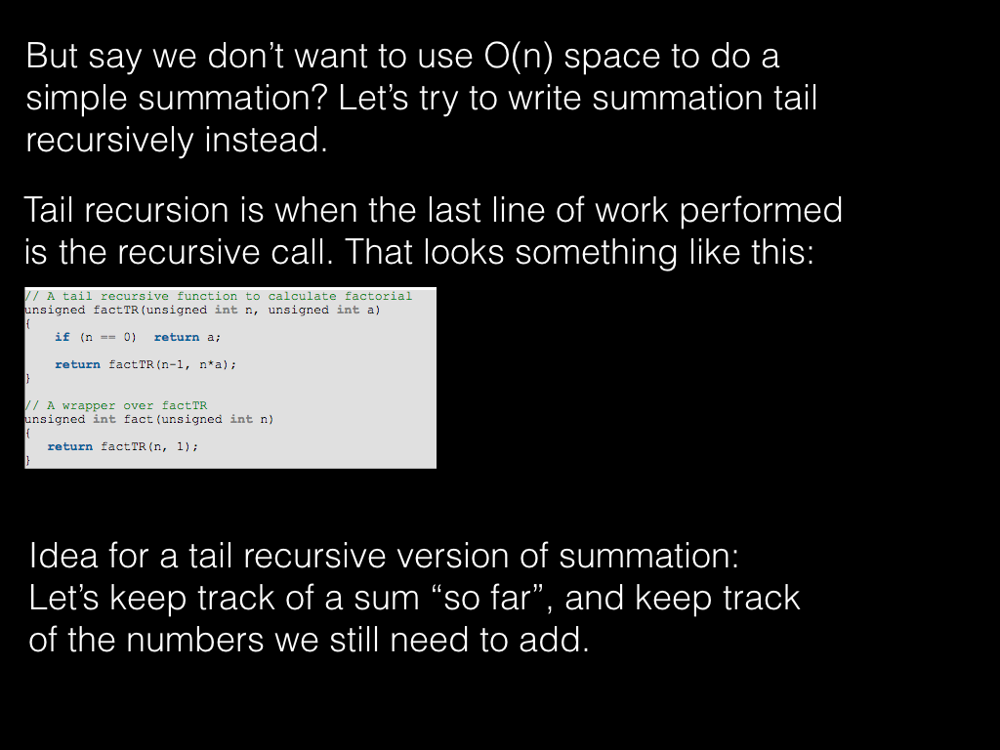 But say we don’t want to use O(n) space to do a
simple summation? Let’s try to write summation tail
recursively instead.
Tail recursion is when the last line of work performed
is the recursive call. That looks something like this:
// A tail recursive function to calculate factorial
unsigned factTR(unsigned int n, unsigned int a)
{
    if (n == 0)  return a;
    return factTR(n-1, n*a);
}
// A wrapper over factTR
unsigned int fact(unsigned int n)
{
   return factTR(n, 1);
}
Idea for a tail recursive version of summation:
Let’s keep track of a sum “so far”, and keep track
of the numbers we still need to add.